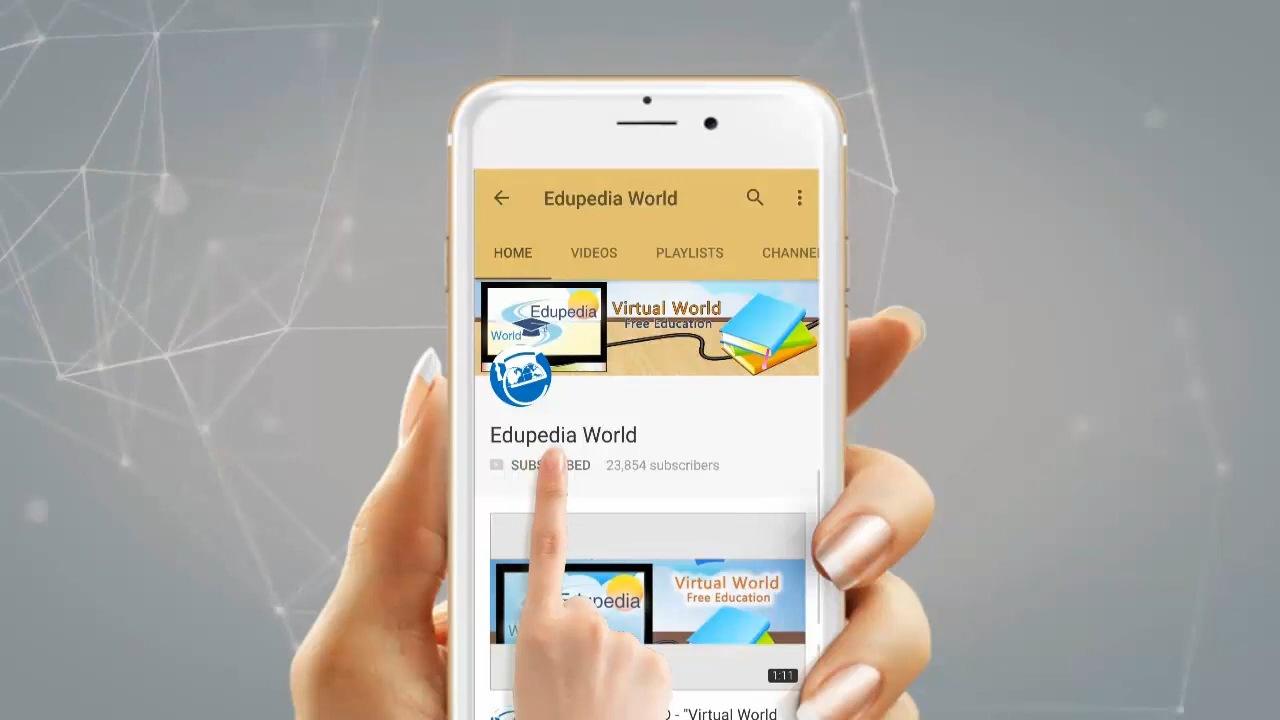 Edupedia World
HOME VIDEOS PLAYLISTS CHANNE
Edupedia
World
Virtual World
Free Education
Edupedia World
23,854 subscribers
Virtual World
Free Education
1:11
- "Virtual World